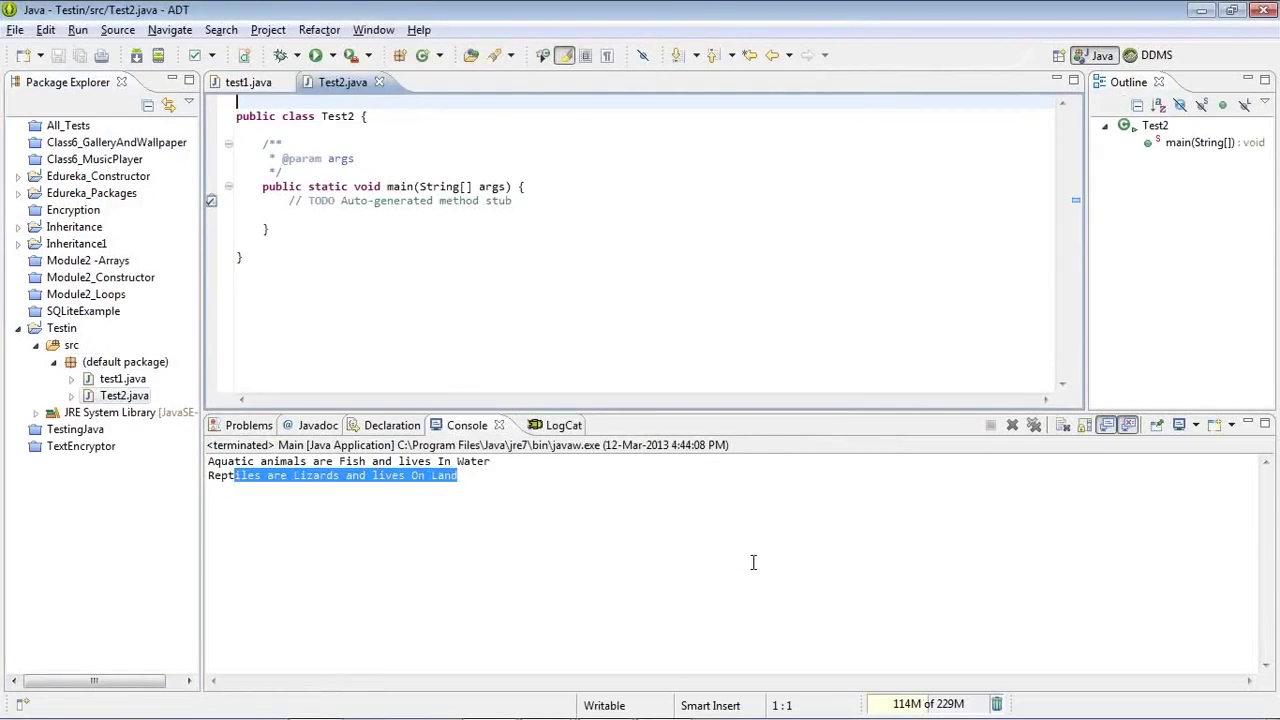 Java - Testin/src/Test2.java - ADT
File Edit Run Source Navigate Search Project Refactor Window Help
Java DDMS
Package Explorer
All_Tests
Class6_GalleryAndWallpaper
Class6_MusicPlayer
Edureka_Constructor
Edureka_Packages
Encryption
Inheritance
Inheritance1
Module2 -Arrays
Module2_Constructor
Module2_Loops
SQLiteExample
Testin
src
(default package)
test1.java
Test2.java
JRE System Library [JavaSE-
TestingJava
TextEncryptor
test1.java Test2.java
public class Test2 {
/**
* @param args
*/
public static void main(String[] args) {
// TODO Auto-generated method stub
}
}
Outline
Test2
main(String[]) : void
Problems Javadoc Declaration Console LogCat
<terminated> Main [Java Application] C:\Program Files\Java\jre7\bin\javaw.exe (12-Mar-2013 4:44:08 PM)
Aquatic animals are Fish and lives In Water
Reptiles are Lizards and lives On Land
Writable Smart Insert 1 : 1 114M of 229M